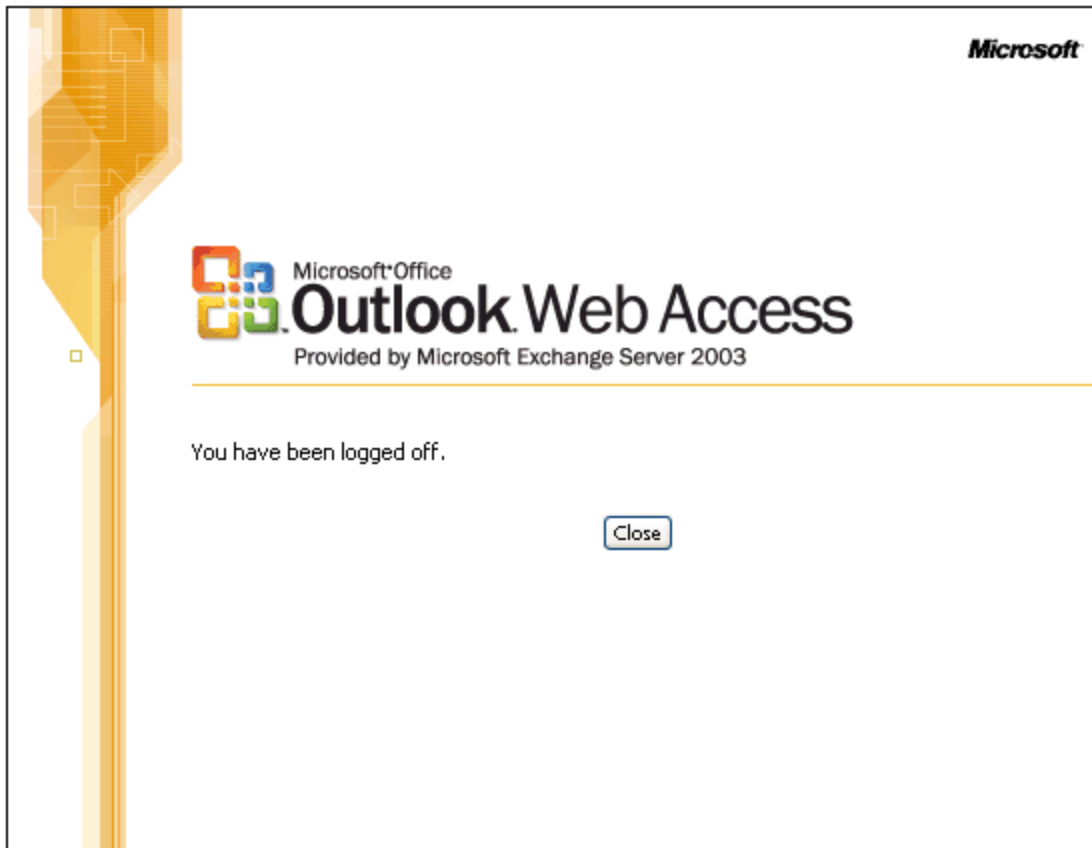 Microsoft
Microsoft Office
Outlook Web Access
Provided by Microsoft Exchange Server 2003
You have been logged off.
Close